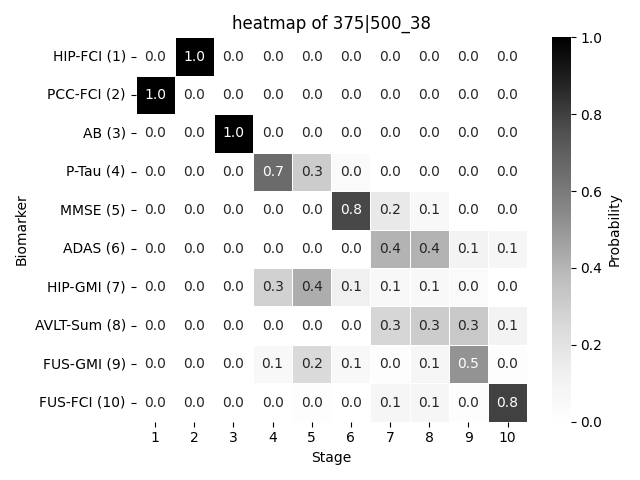 heatmap of 375|500_38
HIP-FCI (1) 0.0 1.0 0.0 0.0 0.0 0.0 0.0 0.0 0.0 0.0
PCC-FCI (2) 1.0 0.0 0.0 0.0 0.0 0.0 0.0 0.0 0.0 0.0
AB (3) 0.0 0.0 1.0 0.0 0.0 0.0 0.0 0.0 0.0 0.0
P-Tau (4) 0.0 0.0 0.0 0.7 0.3 0.0 0.0 0.0 0.0 0.0
MMSE (5) 0.0 0.0 0.0 0.0 0.0 0.8 0.2 0.1 0.0 0.0
ADAS (6) 0.0 0.0 0.0 0.0 0.0 0.0 0.4 0.4 0.1 0.1
HIP-GMI (7) 0.0 0.0 0.0 0.3 0.4 0.1 0.1 0.1 0.0 0.0
AVLT-Sum (8) 0.0 0.0 0.0 0.0 0.0 0.0 0.3 0.3 0.3 0.1
FUS-GMI (9) 0.0 0.0 0.0 0.1 0.2 0.1 0.0 0.1 0.5 0.0
FUS-FCI (10) 0.0 0.0 0.0 0.0 0.0 0.0 0.1 0.1 0.0 0.8
1 2 3 4 5 6 7 8 9 10
Stage
Biomarker
1.0
0.8
0.6
0.4
0.2
0.0
Probability